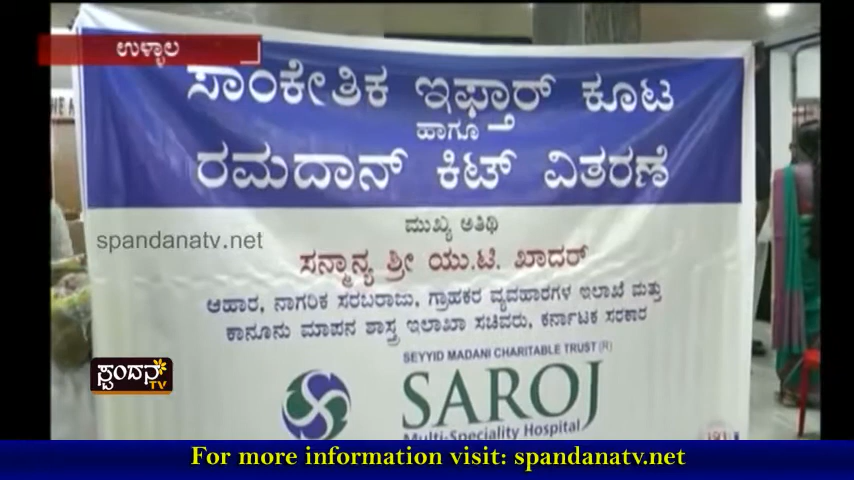 ಉಳ್ಳಾಲ
ಸಾಂಕೇತಿಕ ಇಫ್ತಾರ್ ಕೂಟ
ಹಾಗೂ
ರಮದಾನ್ ಕಿಟ್ ವಿತರಣೆ
ಮುಖ್ಯ ಅತಿಥಿ
spandanatv.net
ಸನ್ಮಾನ್ಯ ಶ್ರೀ ಯು.ಟಿ. ಖಾದರ್
ಆಹಾರ, ನಾಗರಿಕ ಸರಬರಾಜು, ಗ್ರಾಹಕರ ವ್ಯವಹಾರಗಳ ಇಲಾಖೆ ಮತ್ತು
ಕಾನೂನು ಮಾಪನ ಶಾಸ್ತ್ರ ಇಲಾಖಾ ಸಚಿವರು, ಕರ್ನಾಟಕ ಸರಕಾರ
SEYYID MADANI CHARITABLE TRUST (R)
SAROJ
Multi-Speciality Hospital
ಸ್ಪಂದನ
TV
For more information visit: spandanatv.net